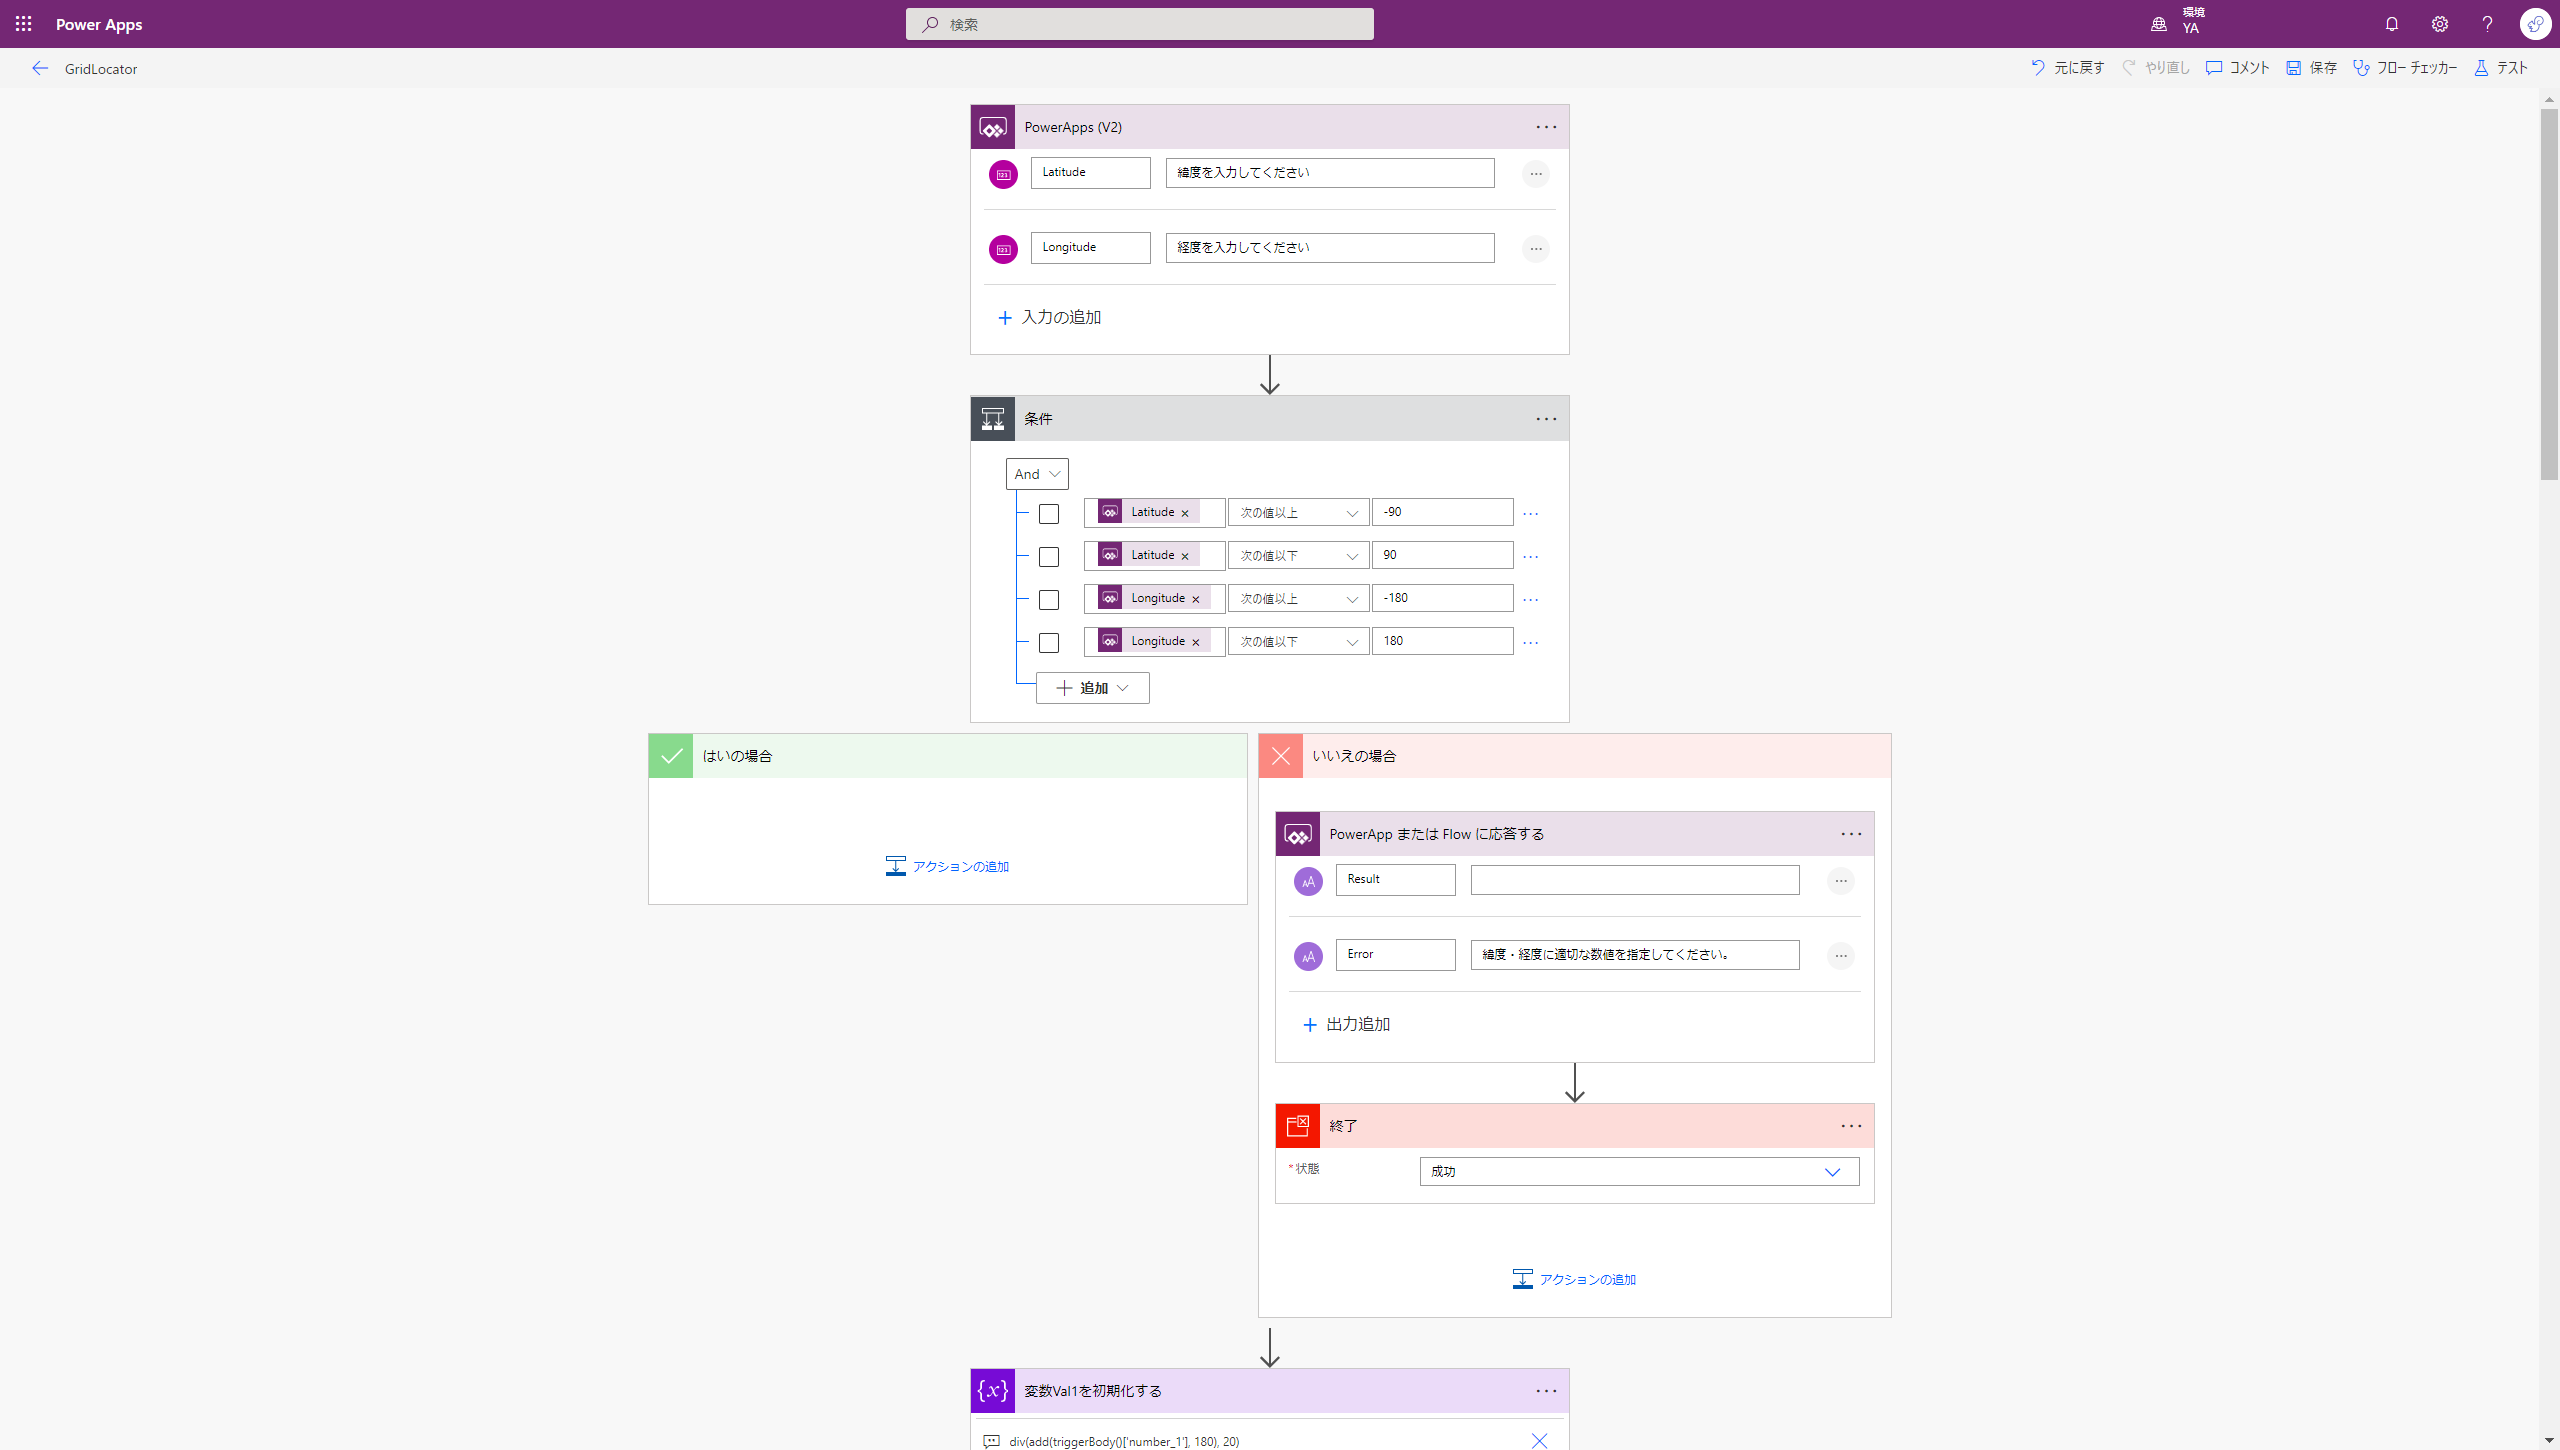 Power Apps
検索
環境
YA
GridLocator
元に戻す
やり直し
コメント
保存
フロー チェッカー
テスト
PowerApps (V2)
Latitude
緯度を入力してください
Longitude
経度を入力してください
入力の追加
条件
And
Latitude × 次の値以上 -90
Latitude × 次の値以下 90
Longitude × 次の値以上 -180
Longitude × 次の値以下 180
追加
はいの場合
アクションの追加
いいえの場合
PowerApp または Flow に応答する
Result
Error
緯度・経度に適切な数値を指定してください。
出力追加
終了
*状態
成功
アクションの追加
変数Val1を初期化する
div(add(triggerBody()['number_1'], 180), 20)